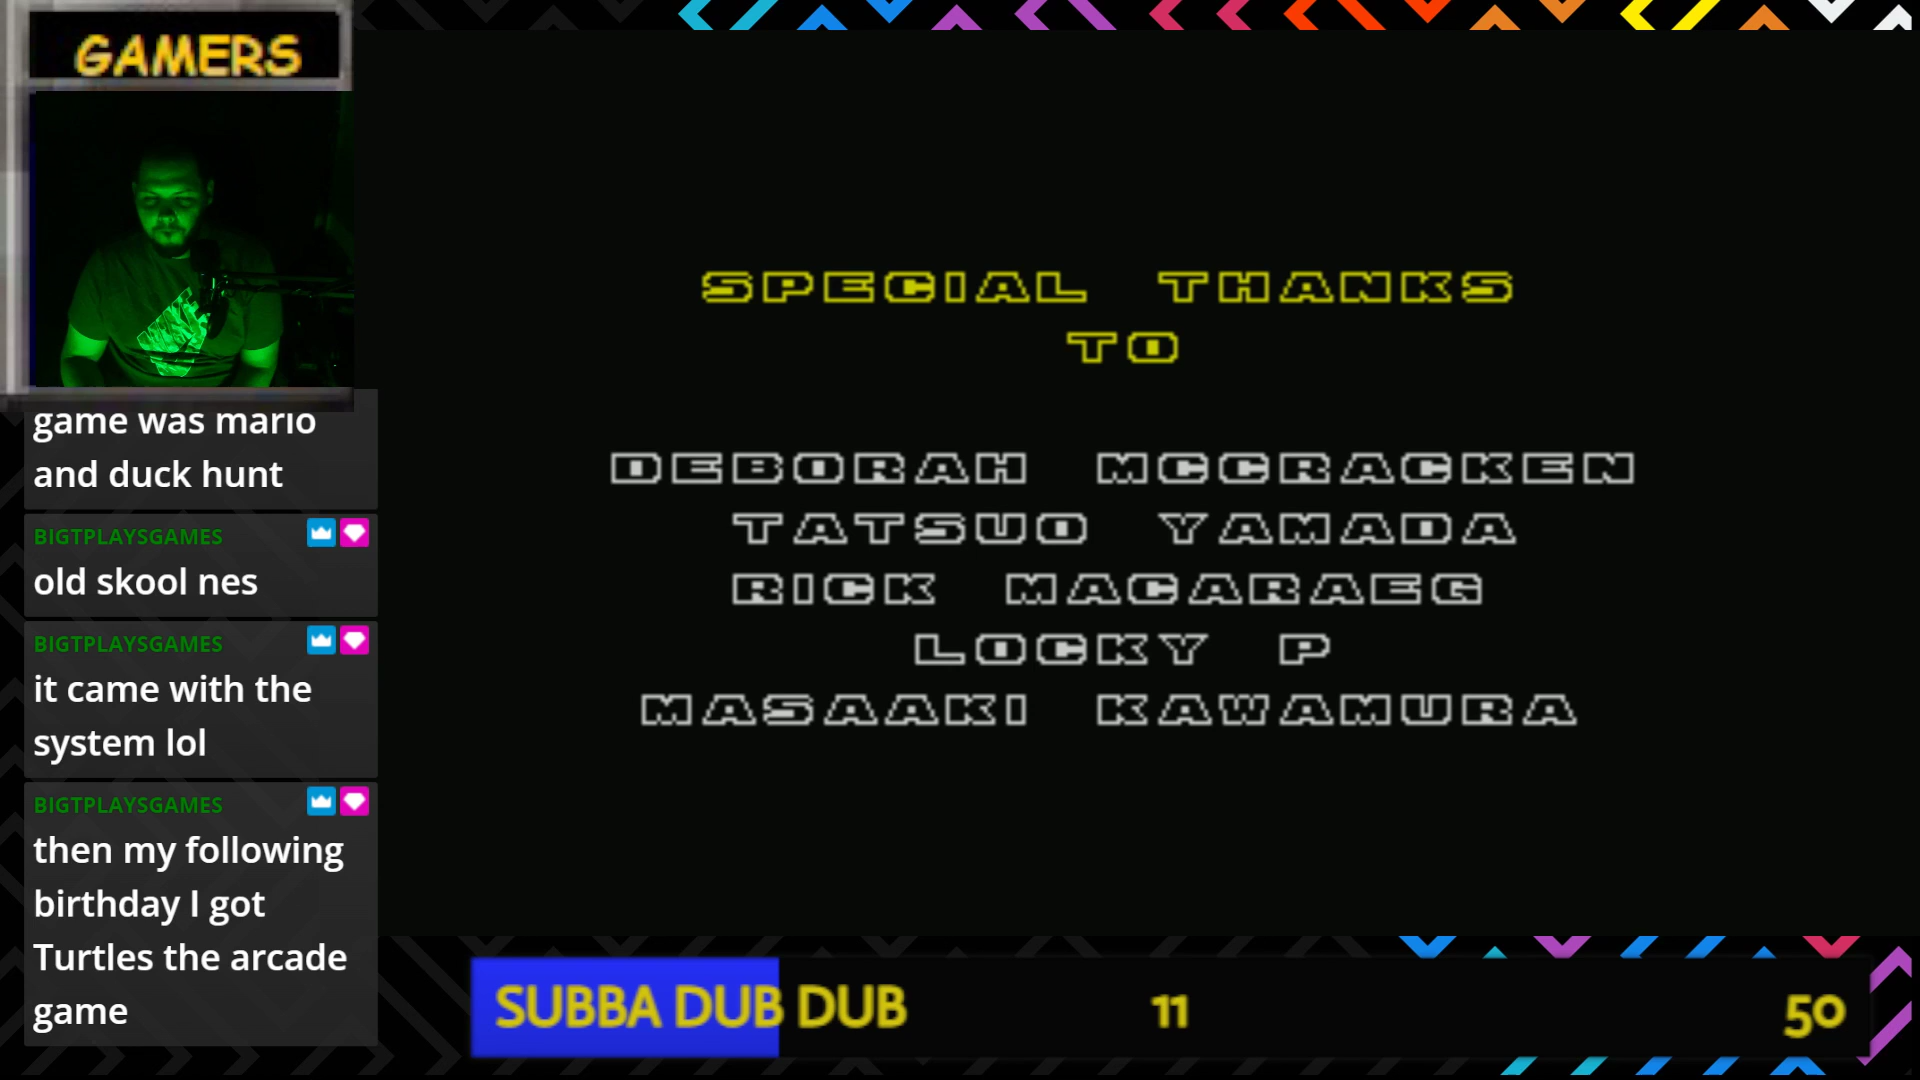 GAMERS
game was mario
and duck hunt
BIGTPLAYSGAMES
old skool nes
BIGTPLAYSGAMES
it came with the
system lol
BIGTPLAYSGAMES
then my following
birthday I got
Turtles the arcade
game
SPECIAL THANKS
TO
DEBORAH MCCRACKEN
TATSUO YAMADA
RICK MACARAEG
LOCKY P
MASAAKI KAWAMURA
SUBBA DUB DUB 11 50